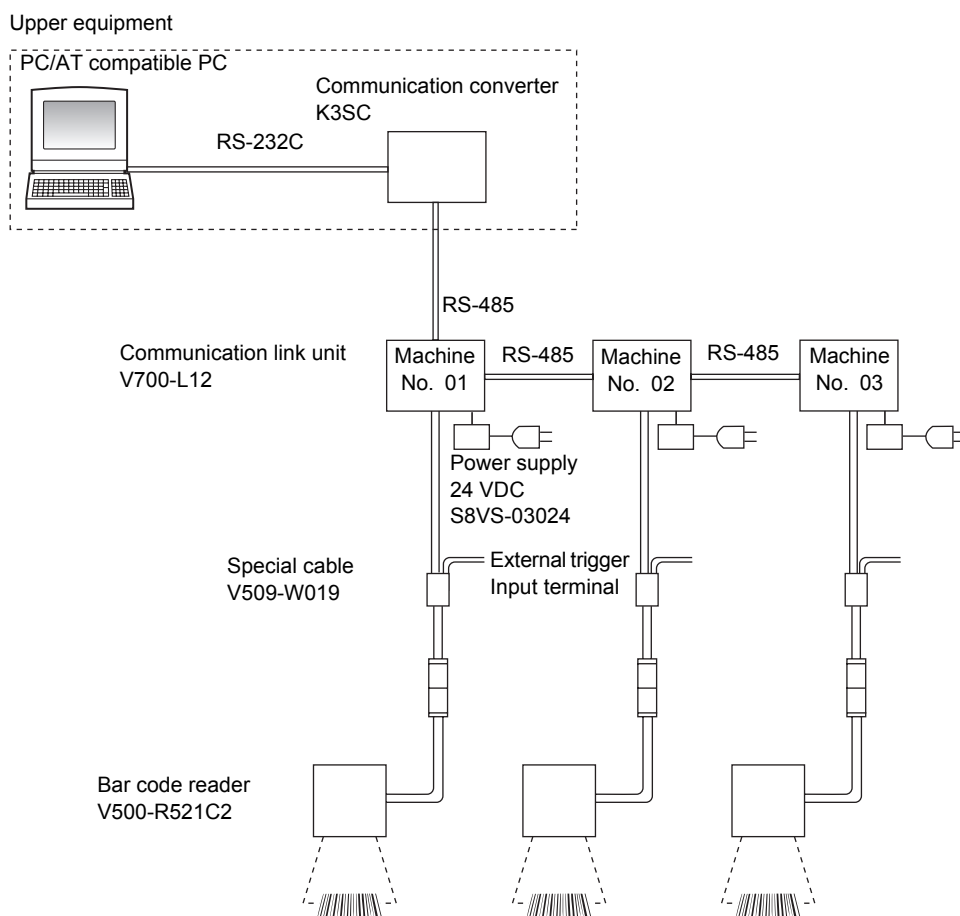 Upper equipment
PC/AT compatible PC
Communication converter
K3SC
RS-232C
RS-485
Communication link unit
V700-L12
Machine
No. 01
RS-485
Machine
No. 02
RS-485
Machine
No. 03
Power supply
24 VDC
S8VS-03024
Special cable
V509-W019
External trigger
Input terminal
Bar code reader
V500-R521C2